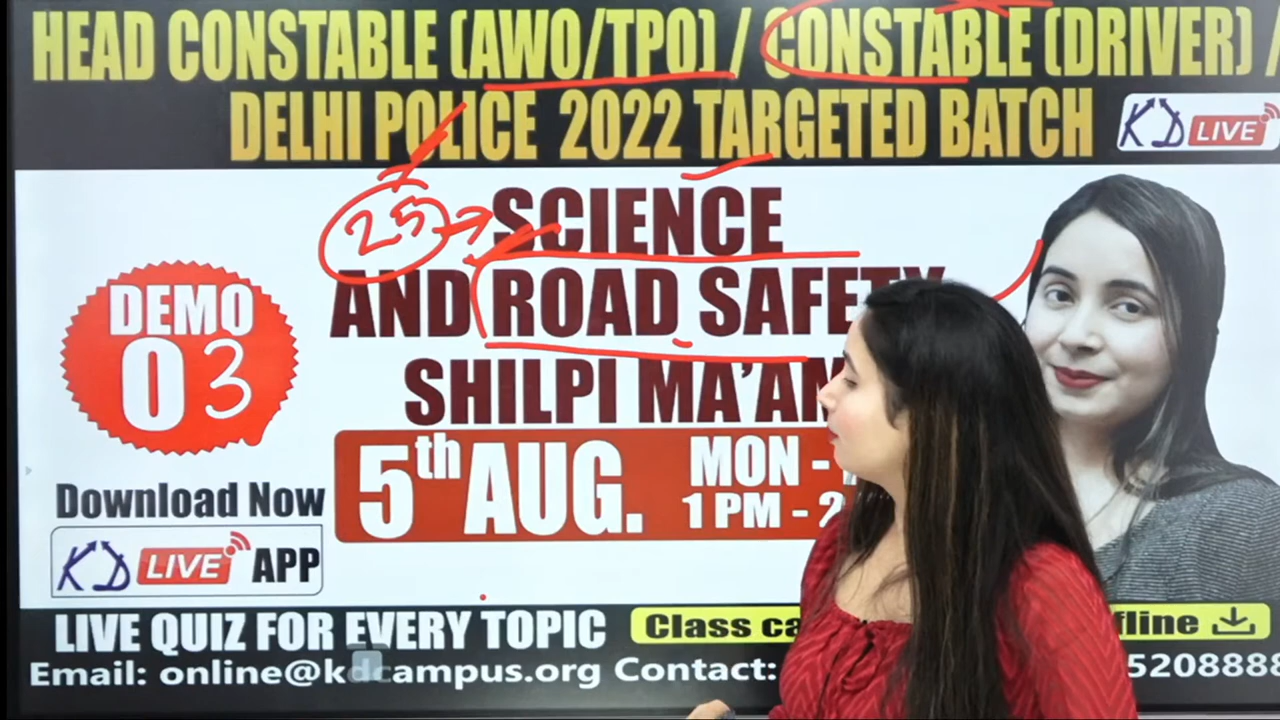 HEAD CONSTABLE (AWO/TPO) / CONSTABLE (DRIVER) /
DELHI POLICE 2022 TARGETED BATCH
KD LIVE
25
SCIENCE
AND ROAD SAFETY
SHILPI MA'AM
DEMO
03
5th AUG.
MON -
1 PM - 2
Download Now
KD LIVE APP
LIVE QUIZ FOR EVERY TOPIC
Class
Email: online@kdcampus.org Contact: 5208888